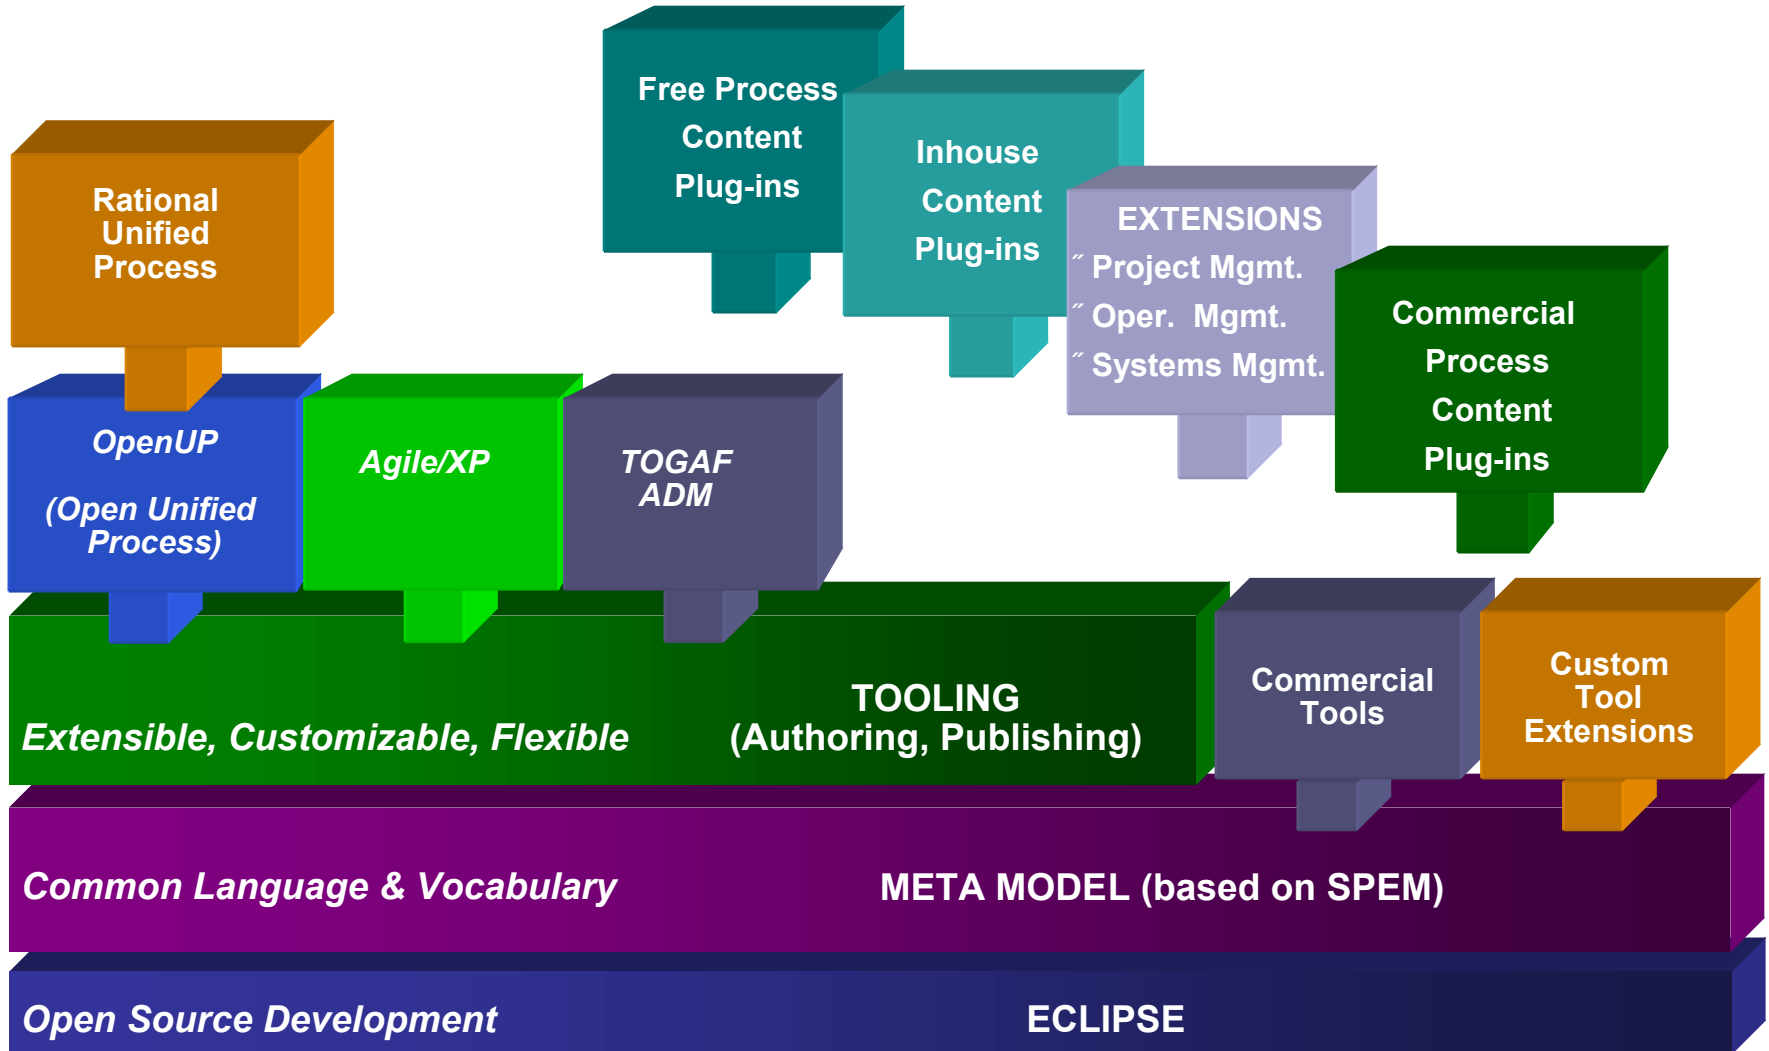 Free Process
Content
Plug-ins
Inhouse
Content
Plug-ins
Rational
Unified
Process
EXTENSIONS
˝ Project Mgmt.
˝ Oper. Mgmt.
˝ Systems Mgmt.
Commercial
Process
Content
Plug-ins
OpenUP
(Open Unified
Process)
Agile/XP
TOGAF
ADM
Extensible, Customizable, Flexible
TOOLING
(Authoring, Publishing)
Commercial
Tools
Custom
Tool
Extensions
Common Language & Vocabulary
META MODEL (based on SPEM)
Open Source Development
ECLIPSE